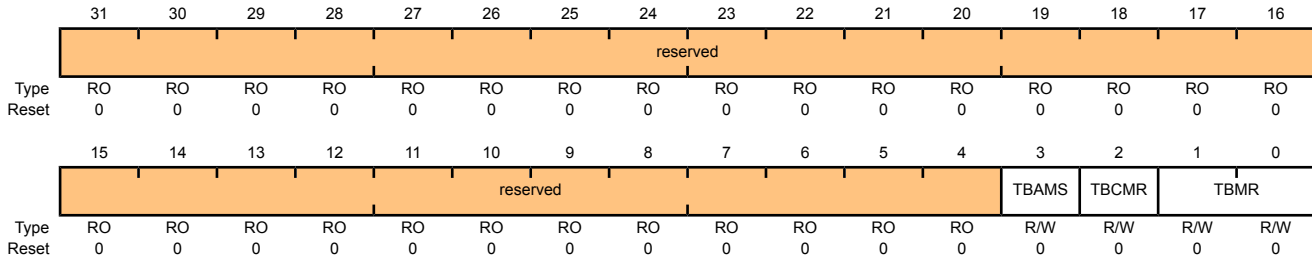 31 30 29 28 27 26 25 24 23 22 21 20 19 18 17 16
reserved
Type RO RO RO RO RO RO RO RO RO RO RO RO RO RO RO RO
Reset 0 0 0 0 0 0 0 0 0 0 0 0 0 0 0 0
15 14 13 12 11 10 9 8 7 6 5 4 3 2 1 0
reserved TBAMS TBCMR TBMR
Type RO RO RO RO RO RO RO RO RO RO RO RO R/W R/W R/W R/W
Reset 0 0 0 0 0 0 0 0 0 0 0 0 0 0 0 0